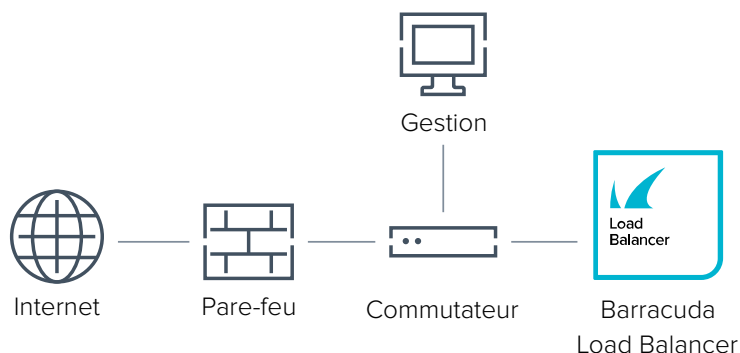 Gestion
Load
Balancer
Internet
Pare-feu
Commutateur
Barracuda
Load Balancer